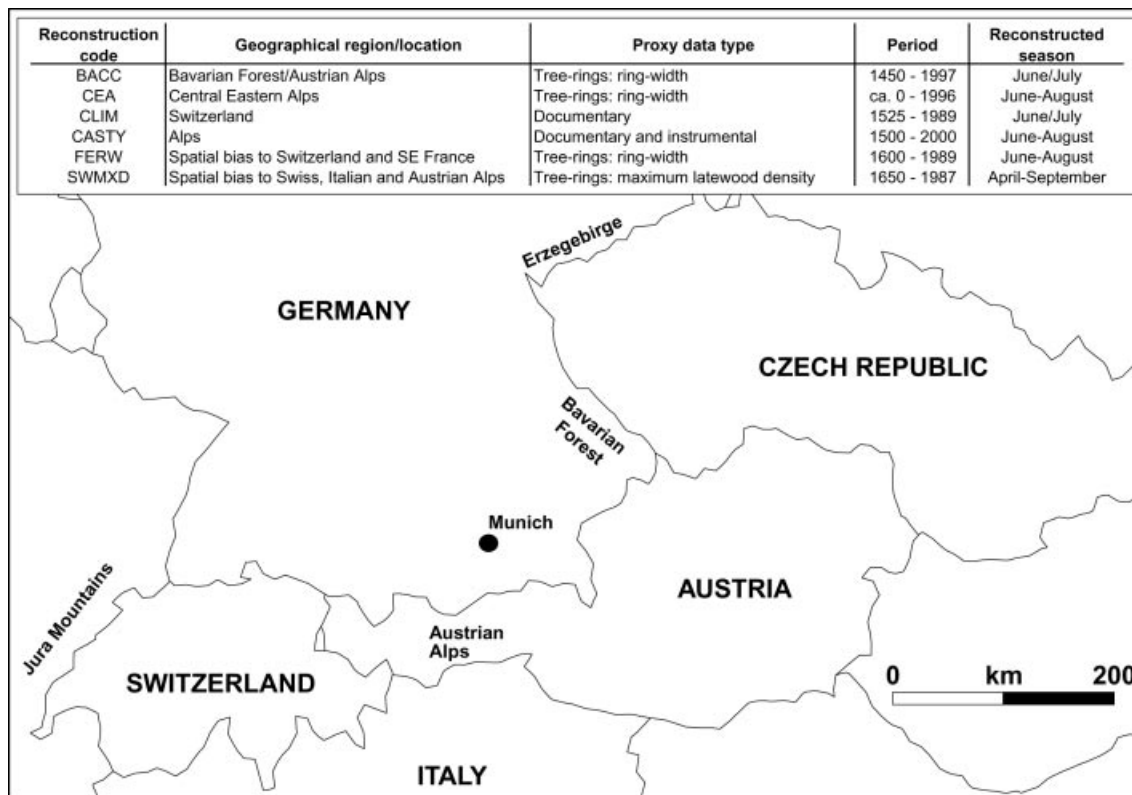 Reconstruction code Geographical region/location Proxy data type Period Reconstructed season
BACC Bavarian Forest/Austrian Alps Tree-rings: ring-width 1450 - 1997 June/July
CEA Central Eastern Alps Tree-rings: ring-width ca. 0 - 1996 June-August
CLIM Switzerland Documentary 1525 - 1989 June/July
CASTY Alps Documentary and instrumental 1500 - 2000 June-August
FERW Spatial bias to Switzerland and SE France Tree-rings: ring-width 1600 - 1989 June-August
SWMXD Spatial bias to Swiss, Italian and Austrian Alps Tree-rings: maximum latewood density 1650 - 1987 April-September
Erzegebirge
GERMANY
CZECH REPUBLIC
Bavarian
Forest
Munich
AUSTRIA
Jura Mountains
Austrian
Alps
SWITZERLAND
0 km 200
ITALY